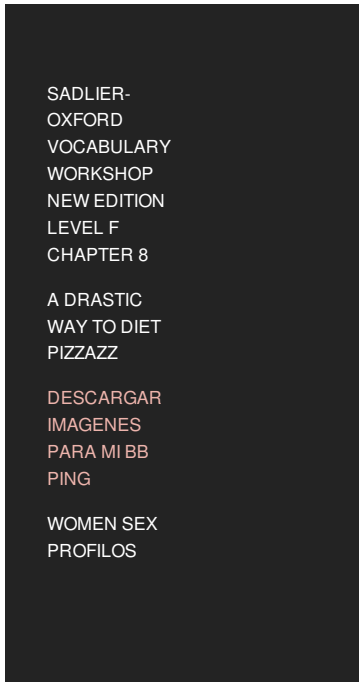 SADLIER-
OXFORD
VOCABULARY
WORKSHOP
NEW EDITION
LEVEL F
CHAPTER 8
A DRASTIC
WAY TO DIET
PIZZAZZ
DESCARGAR
IMAGENES
PARA MI BB
PING
WOMEN SEX
PROFILOS